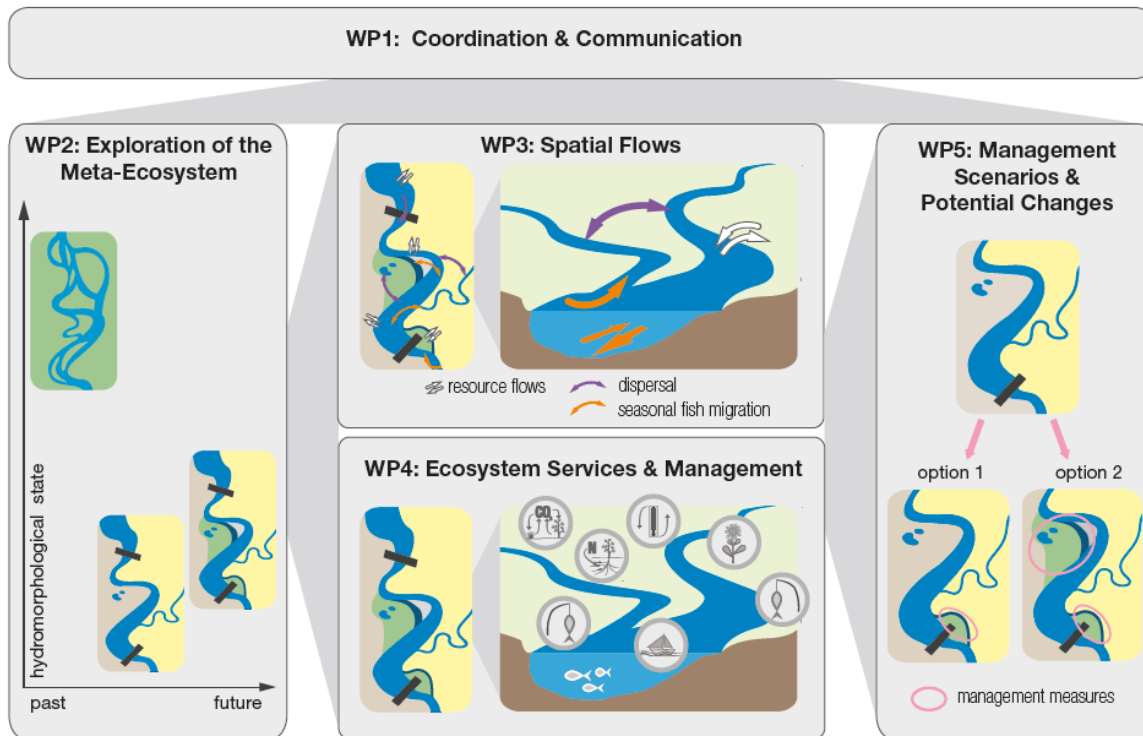 WP1: Coordination & Communication
WP2: Exploration of the
Meta-Ecosystem
hydromorphological state
past
future
WP3: Spatial Flows
resource flows
dispersal
seasonal fish migration
WP4: Ecosystem Services & Management
CO2
N
WP5: Management
Scenarios &
Potential Changes
option 1
option 2
management measures